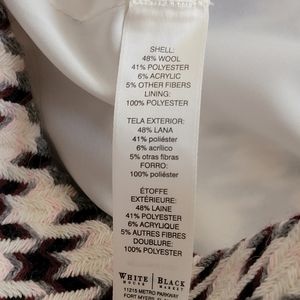 SHELL:
48% WOOL
41% POLYESTER
6% ACRYLIC
5% OTHER FIBERS
LINING:
100% POLYESTER
TELA EXTERIOR:
48% LANA
41% poliéster
6% acrílico
5% otras fibras
FORRO:
100% poliéster
ÉTOFFE
EXTÉRIEURE:
48% LAINE
41% POLYESTER
6% ACRYLIQUE
5% AUTRES FIBRES
DOUBLURE:
100% POLYESTER
WHITE BLACK
HOUSE MARKET
11215 METRO PARKWAY
FORT MYERS,